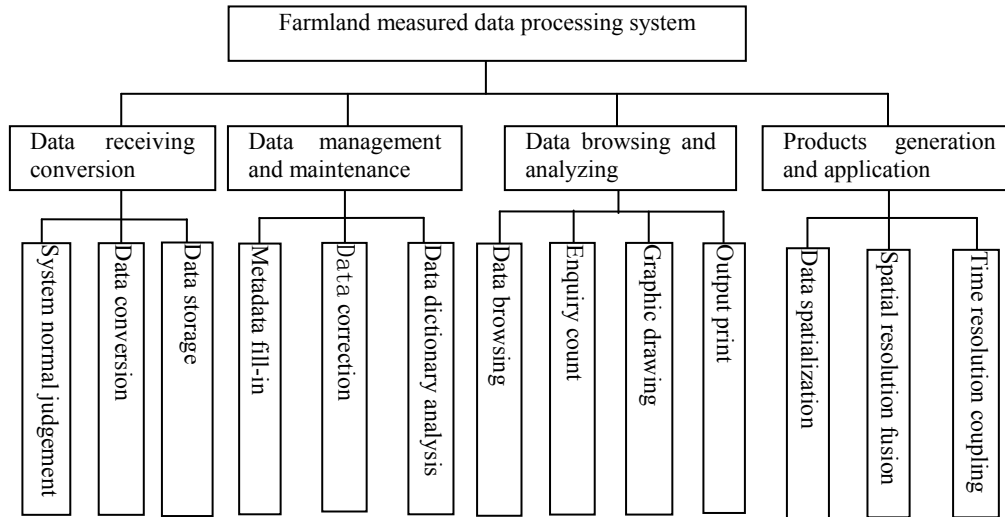 Farmland measured data processing system
Data receiving
conversion
Data management
and maintenance
Data browsing and
analyzing
Products generation
and application
System normal judgement
Data conversion
Data storage
Metadata fill-in
Data correction
Data dictionary analysis
Data browsing
Enquiry count
Graphic drawing
Output print
Data spatialization
Spatial resolution fusion
Time resolution coupling